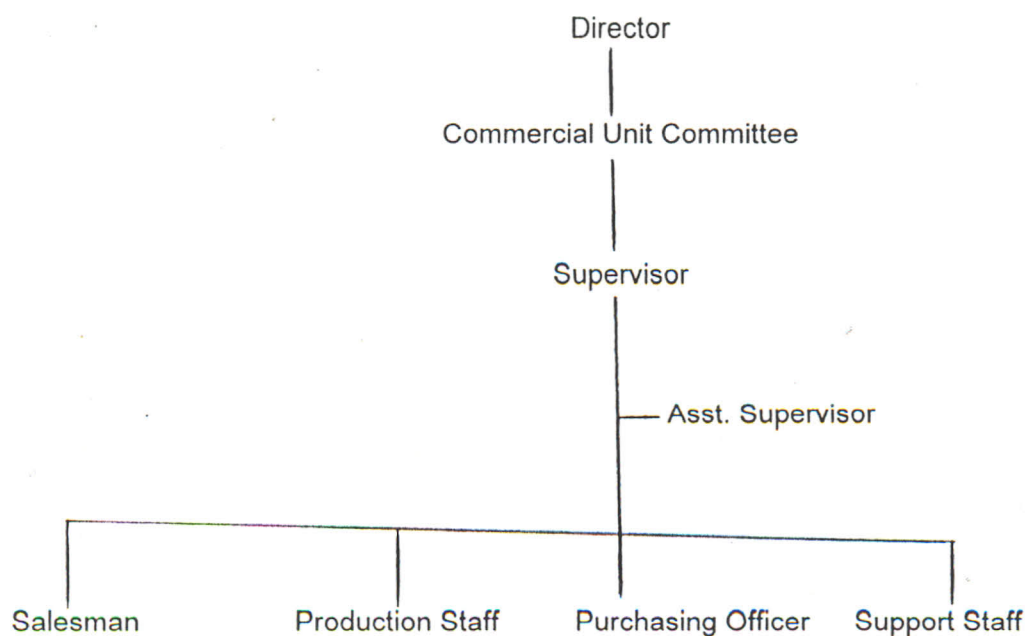 Director
Commercial Unit Committee
Supervisor
Asst. Supervisor
Salesman
Production Staff
Purchasing Officer
Support Staff